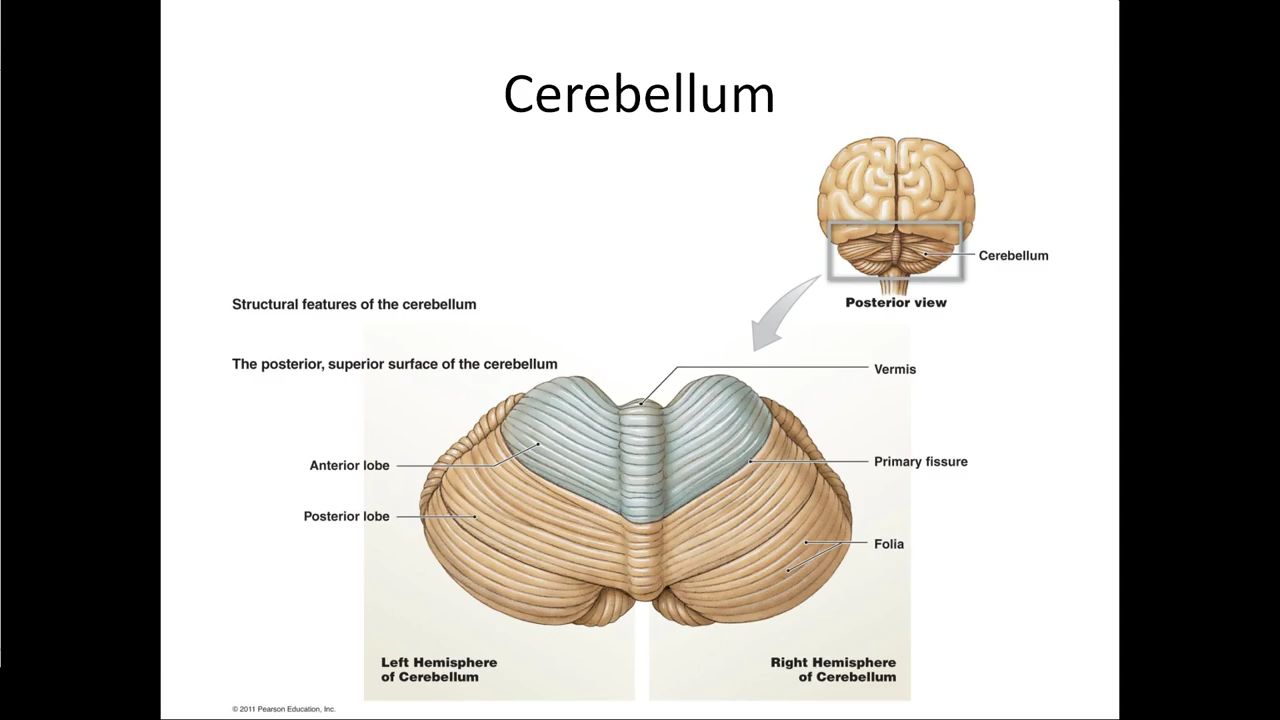 Cerebellum
Cerebellum
Posterior view
Structural features of the cerebellum
The posterior, superior surface of the cerebellum
Vermis
Anterior lobe
Primary fissure
Posterior lobe
Folia
Left Hemisphere
of Cerebellum
Right Hemisphere
of Cerebellum
© 2011 Pearson Education, Inc.